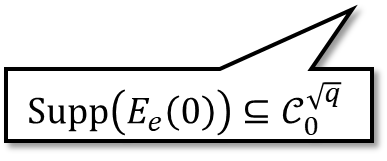 Supp(E_e(0)) ⊆ 𝒞_0^{√q}